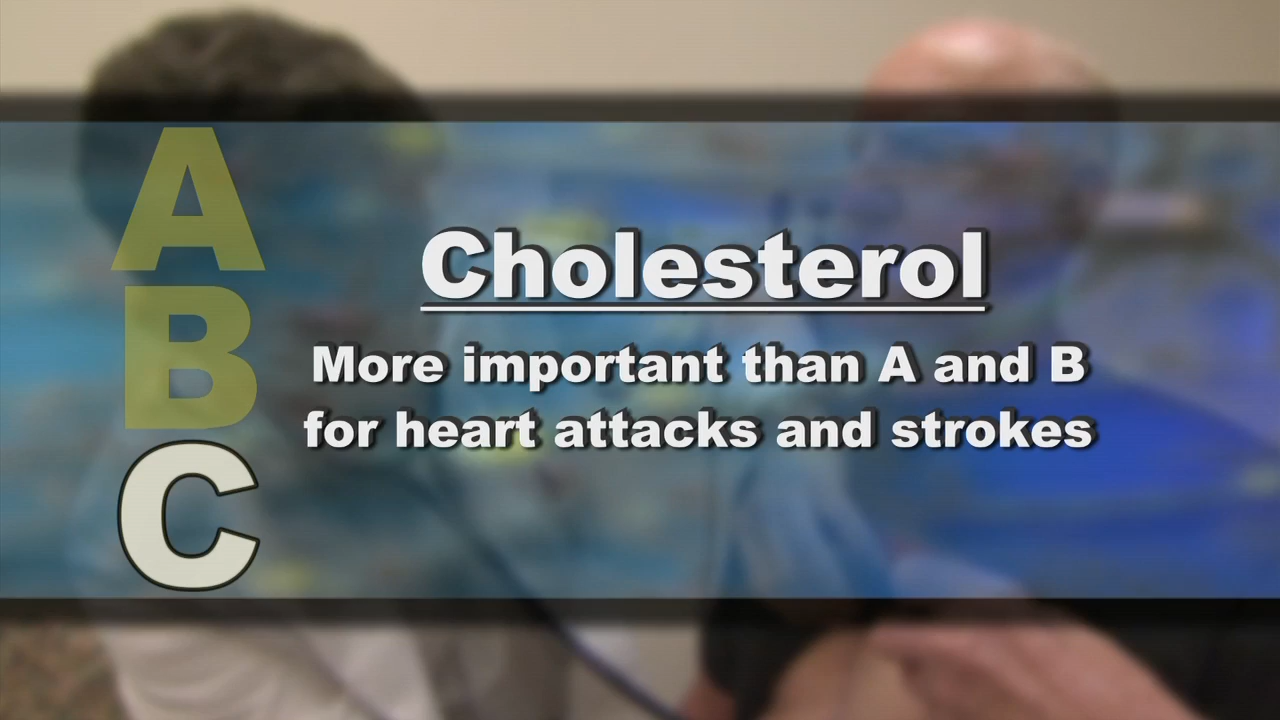 A
B
C
Cholesterol
More important than A and B
for heart attacks and strokes